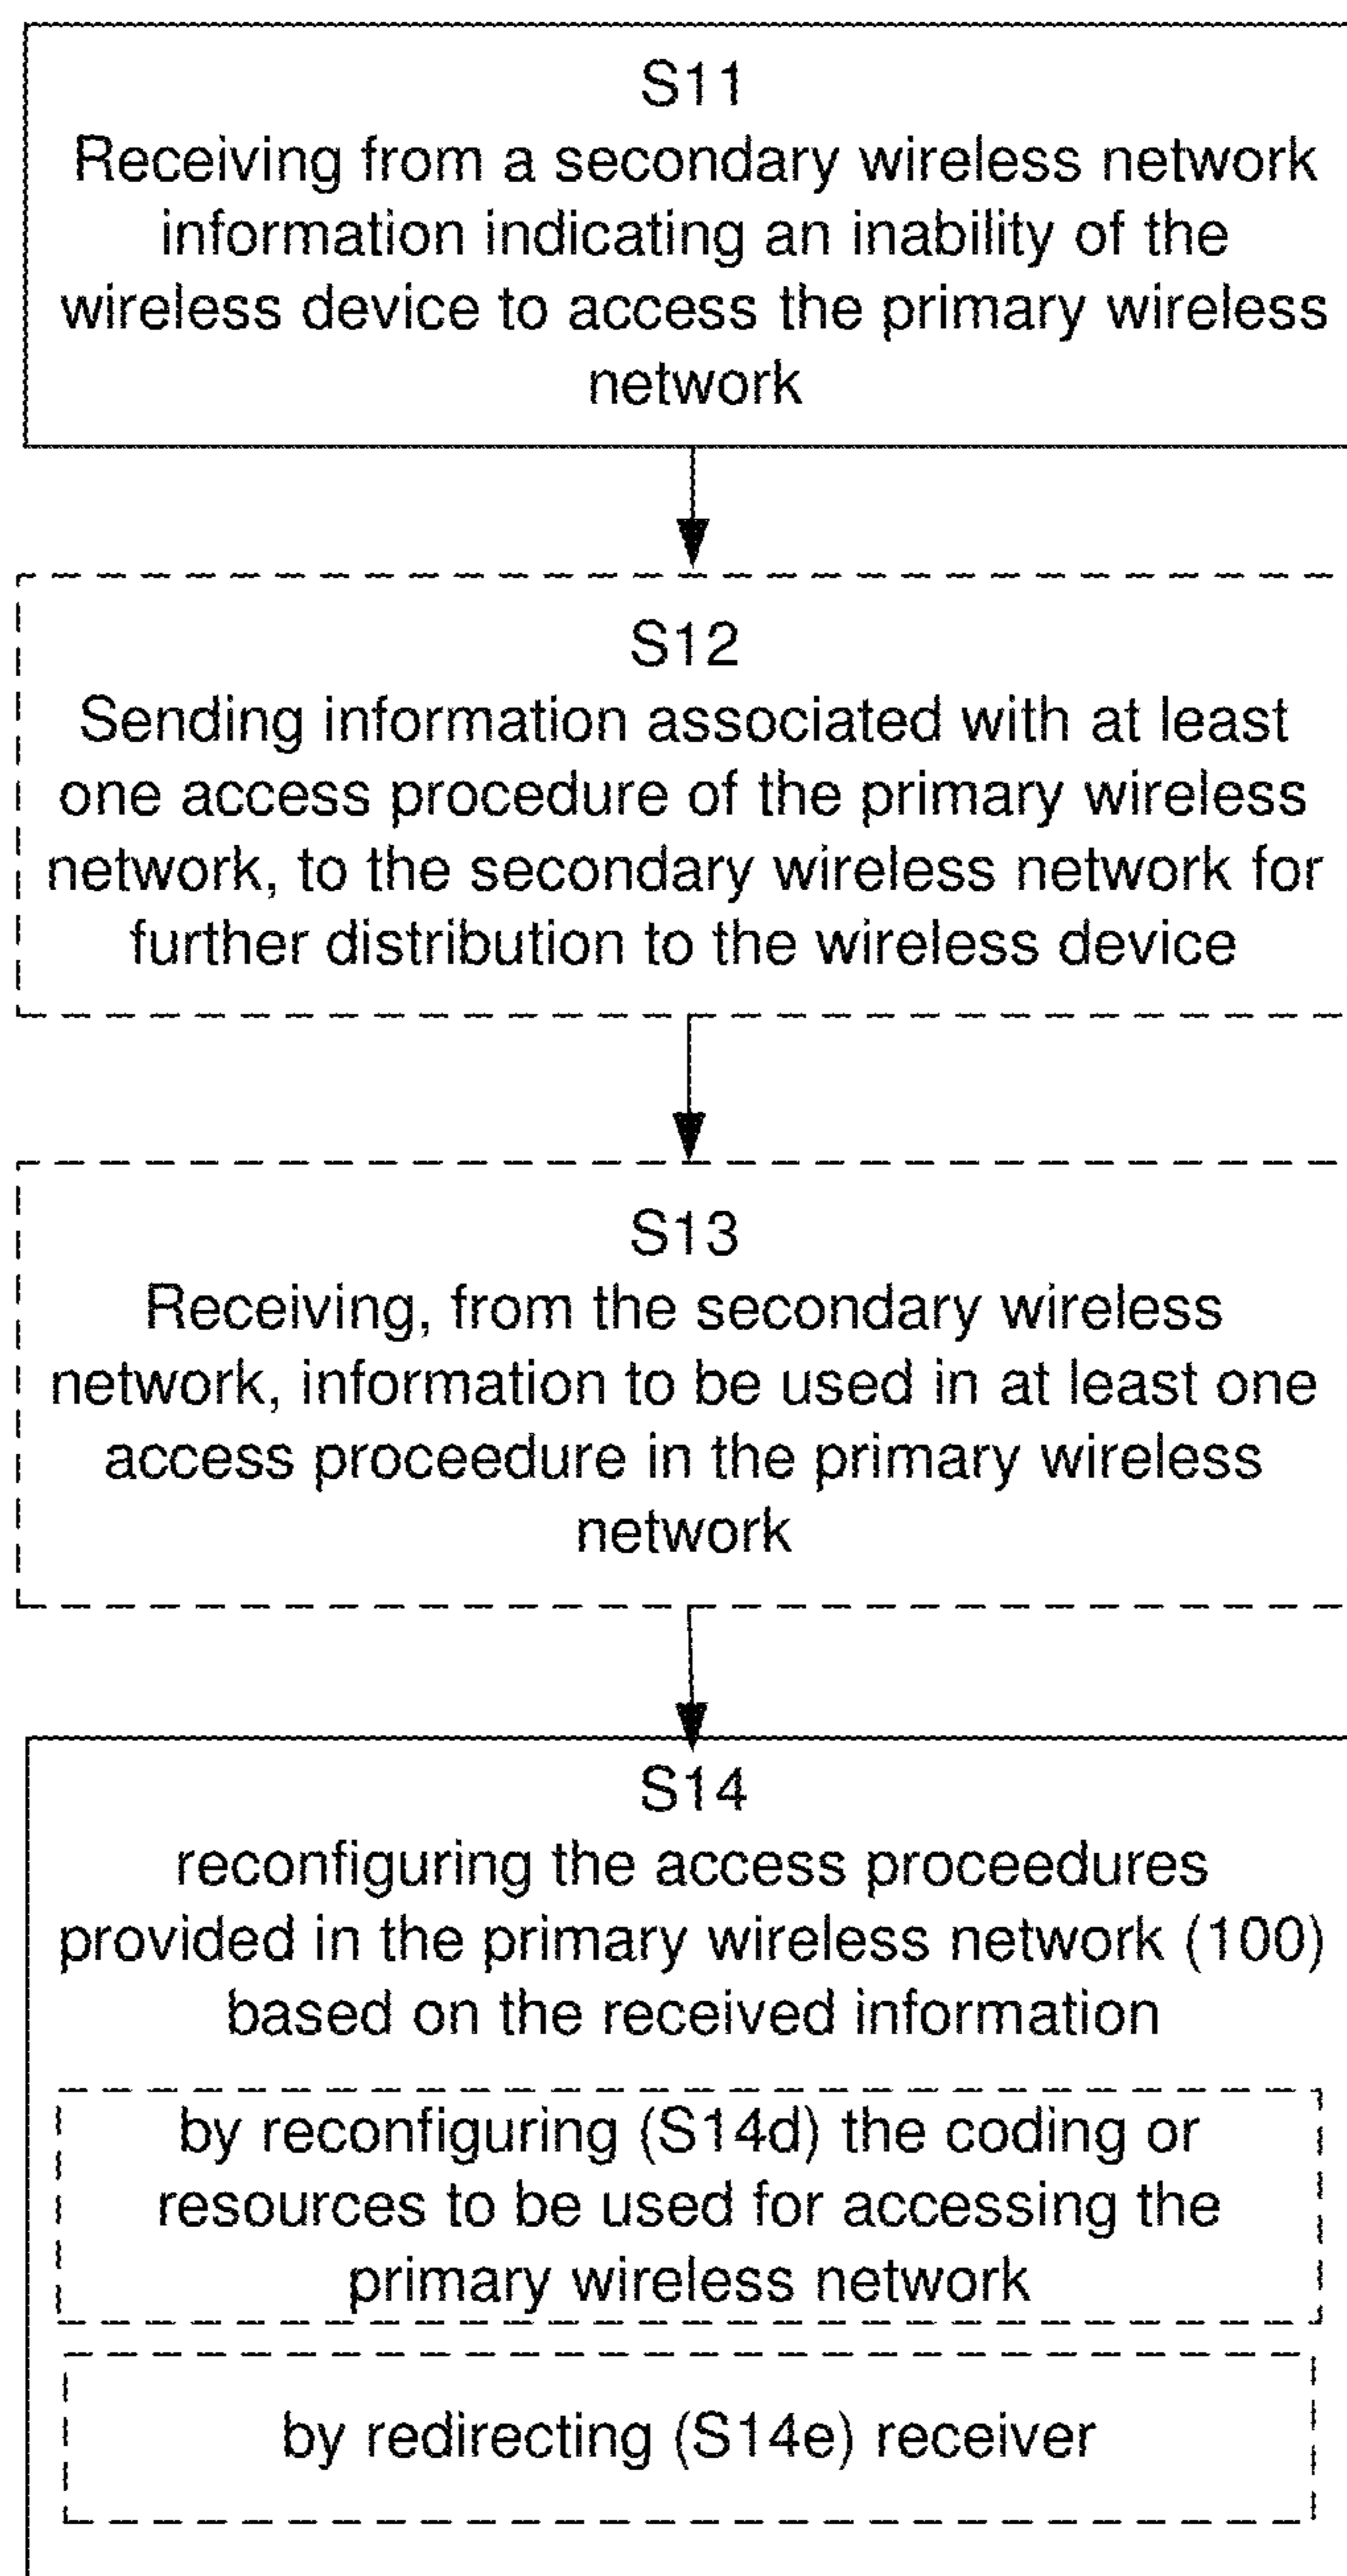 S11
Receiving from a secondary wireless network
information indicating an inability of the
wireless device to access the primary wireless
network
S12
Sending information associated with at least
one access procedure of the primary wireless
network, to the secondary wireless network for
further distribution to the wireless device
S13
Receiving, from the secondary wireless
network, information to be used in at least one
access proceedure in the primary wireless
network
S14
reconfiguring the access proceedures
provided in the primary wireless network (100)
based on the received information
by reconfiguring (S14d) the coding or
resources to be used for accessing the
primary wireless network
by redirecting (S14e) receiver